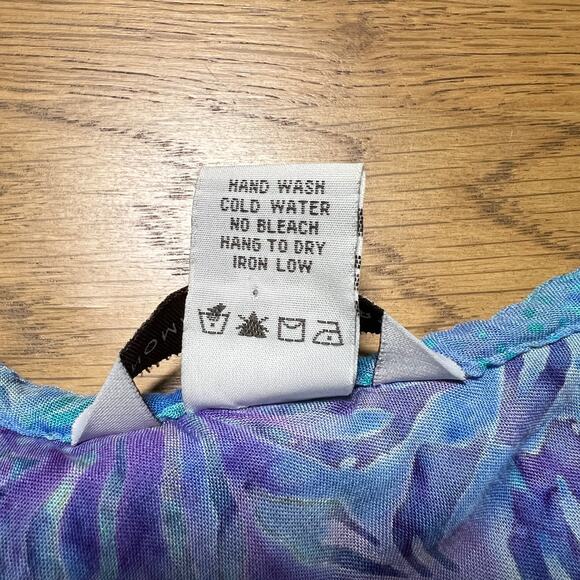 HAND WASH
COLD WATER
NO BLEACH
HANG TO DRY
IRON LOW